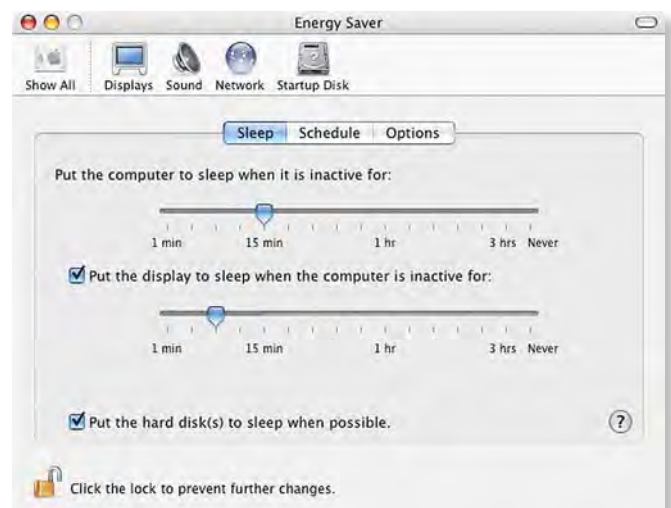 Energy Saver
Show All Displays Sound Network Startup Disk
Sleep Schedule Options
Put the computer to sleep when it is inactive for:
1 min 15 min 1 hr 3 hrs Never
Put the display to sleep when the computer is inactive for:
1 min 15 min 1 hr 3 hrs Never
Put the hard disk(s) to sleep when possible. ?
Click the lock to prevent further changes.